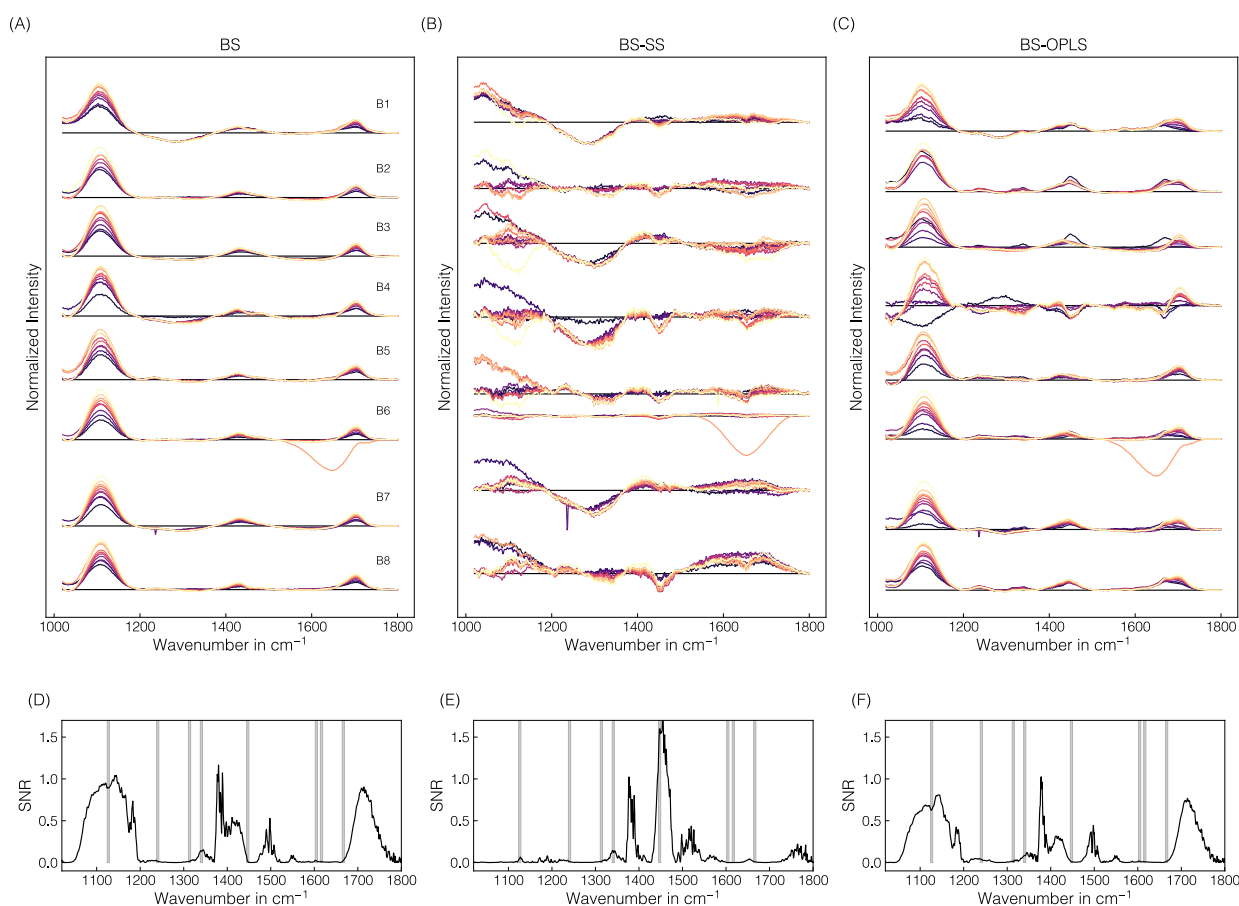 (A)
BS
(B)
BS-SS
(C)
BS-OPLS
Normalized Intensity
B1
B2
B3
B4
B5
B6
B7
B8
1000 1200 1400 1600 1800
Wavenumber in cm⁻¹
Normalized Intensity
1000 1200 1400 1600 1800
Wavenumber in cm⁻¹
Normalized Intensity
1000 1200 1400 1600 1800
Wavenumber in cm⁻¹
(D)
SNR
1.5
1.0
0.5
0.0
1100 1200 1300 1400 1500 1600 1700 1800
Wavenumber in cm⁻¹
(E)
SNR
1.5
1.0
0.5
0.0
1100 1200 1300 1400 1500 1600 1700 1800
Wavenumber in cm⁻¹
(F)
SNR
1.5
1.0
0.5
0.0
1100 1200 1300 1400 1500 1600 1700 1800
Wavenumber in cm⁻¹